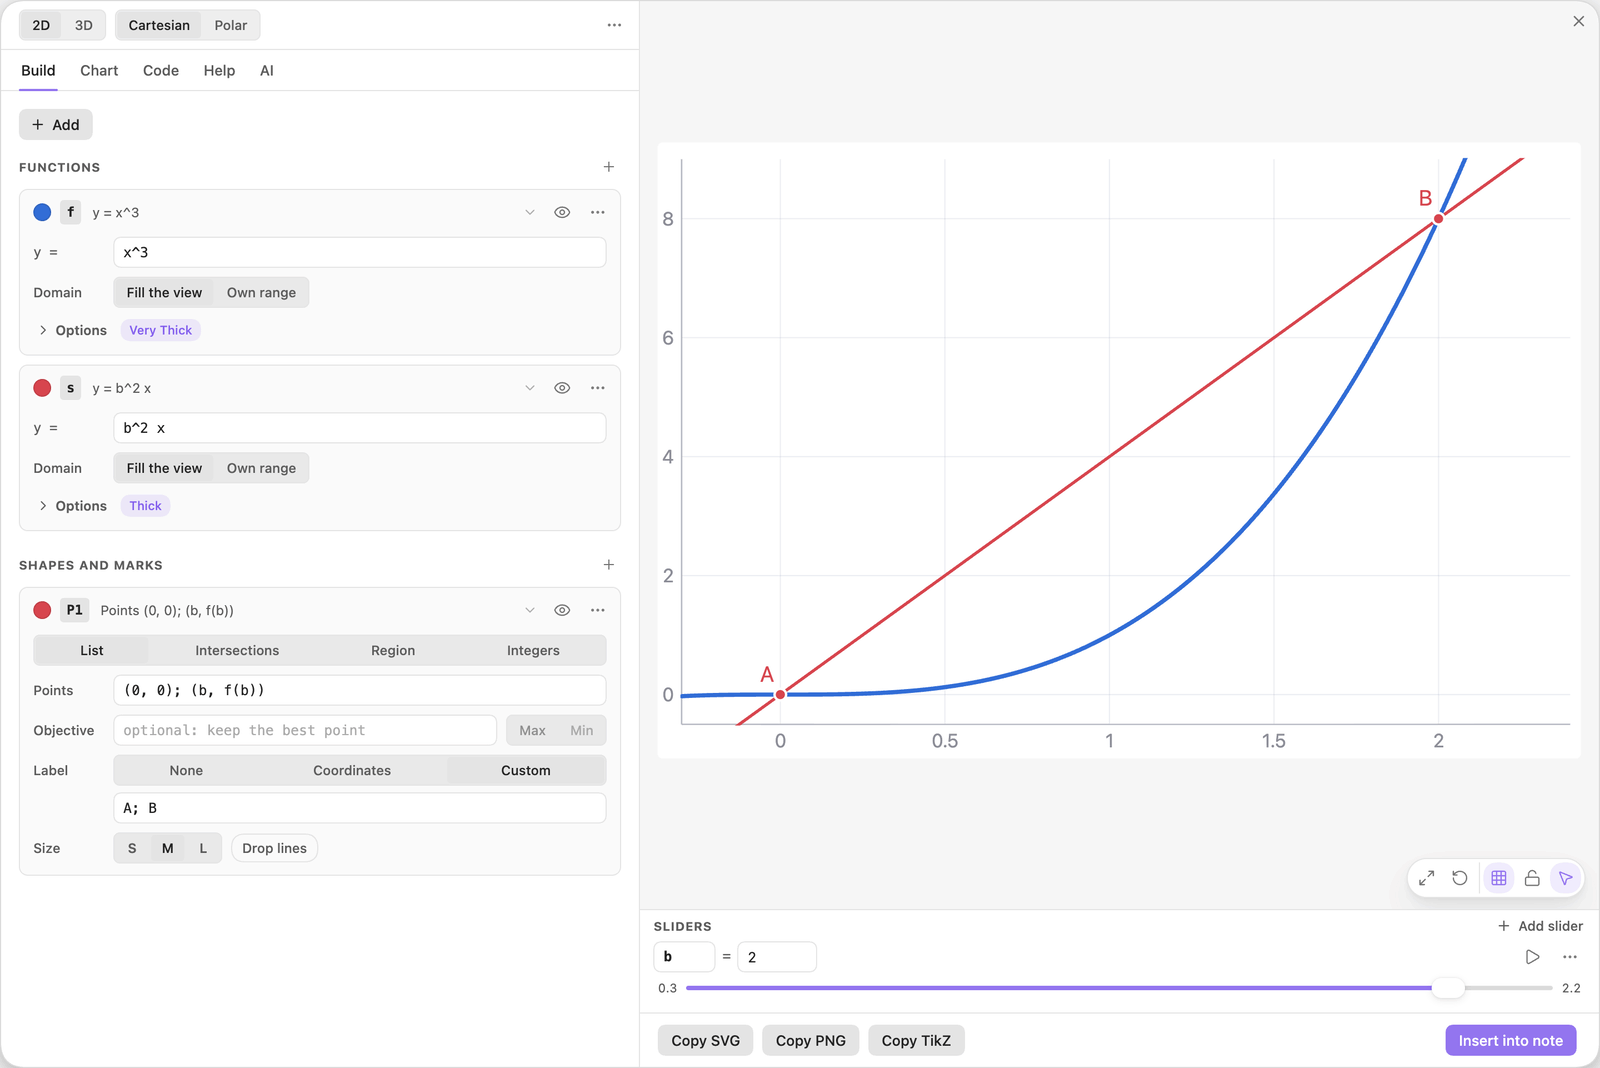 2D 3D Cartesian Polar
Build Chart Code Help AI
+ Add
FUNCTIONS
f y = x^3
y = x^3
Domain Fill the view Own range
Options Very Thick
s y = b^2 x
y = b^2 x
Domain Fill the view Own range
Options Thick
SHAPES AND MARKS
P1 Points (0, 0); (b, f(b))
List Intersections Region Integers
Points (0, 0); (b, f(b))
Objective optional: keep the best point Max Min
Label None Coordinates Custom
A; B
Size S M L Drop lines
B
8
6
4
2
A
0
0 0.5 1 1.5 2
SLIDERS + Add slider
b = 2
0.3 2.2
Copy SVG Copy PNG Copy TikZ Insert into note